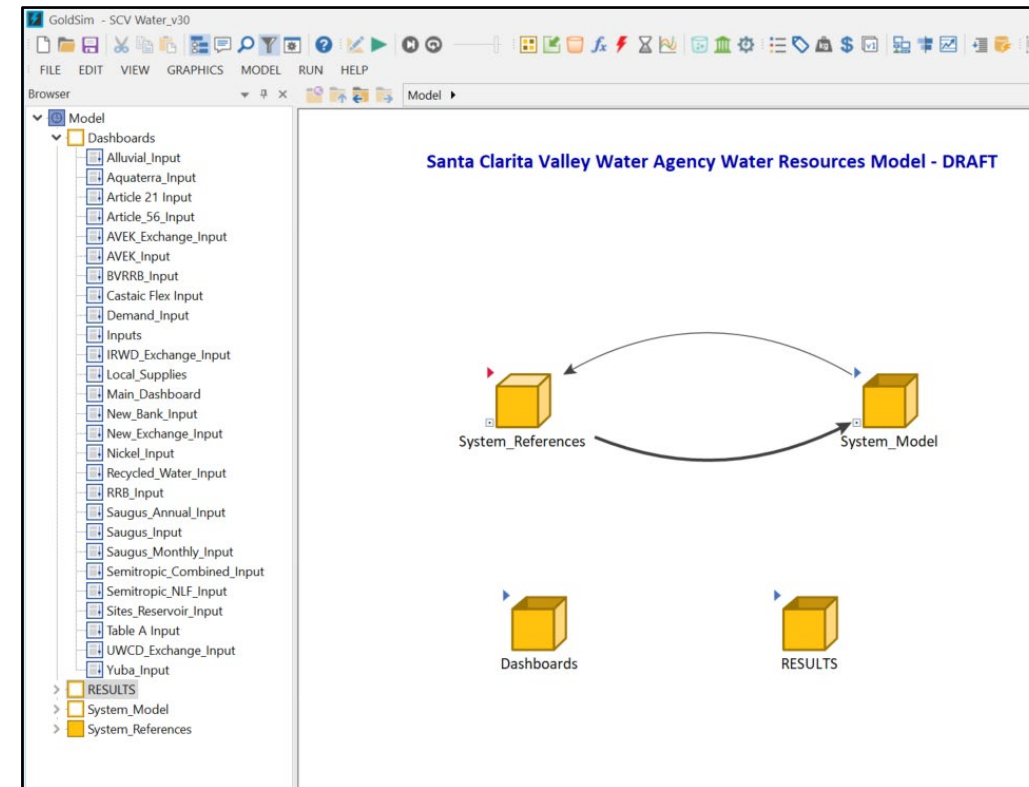 GoldSim - SCV Water_v30
FILE EDIT VIEW GRAPHICS MODEL RUN HELP
Browser
Model
Model
Dashboards
Alluvial_Input
Aquaterra_Input
Article 21 Input
Article_56_Input
AVEK_Exchange_Input
AVEK_Input
BVRRB_Input
Castaic Flex Input
Demand_Input
Inputs
IRWD_Exchange_Input
Local_Supplies
Main_Dashboard
New_Bank_Input
New_Exchange_Input
Nickel_Input
Recycled_Water_Input
RRB_Input
Saugus_Annual_Input
Saugus_Input
Saugus_Monthly_Input
Semitropic_Combined_Input
Semitropic_NLF_Input
Sites_Reservoir_Input
Table A Input
UWCD_Exchange_Input
Yuba_Input
RESULTS
System_Model
System_References
Santa Clarita Valley Water Agency Water Resources Model - DRAFT
System_References
System_Model
Dashboards
RESULTS